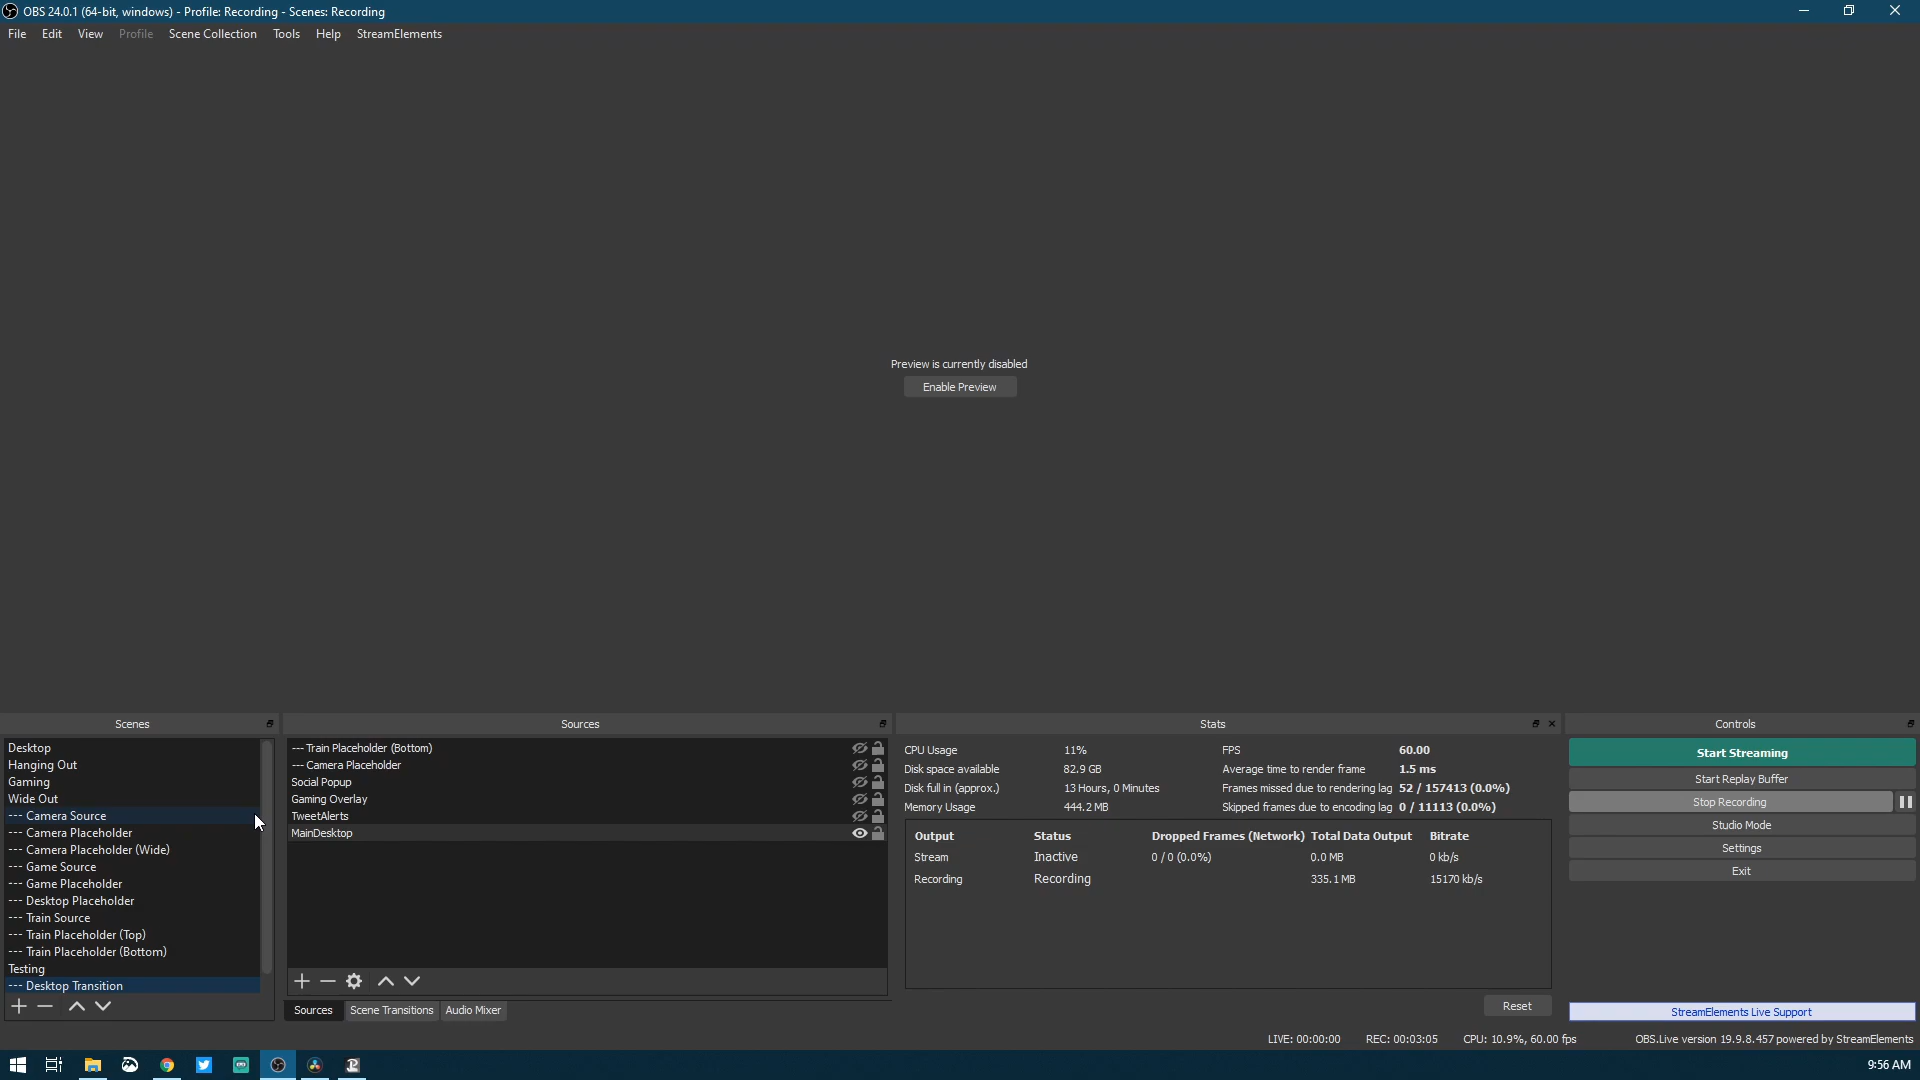 OBS 24.0.1 (64-bit, windows) - Profile: Recording - Scenes: Recording
File Edit View Profile Scene Collection Tools Help StreamElements
Preview is currently disabled
Enable Preview
Scenes
Desktop
Hanging Out
Gaming
Wide Out
--- Camera Source
--- Camera Placeholder
--- Camera Placeholder (Wide)
--- Game Source
--- Game Placeholder
--- Desktop Placeholder
--- Train Source
--- Train Placeholder (Top)
--- Train Placeholder (Bottom)
Testing
--- Desktop Transition
Sources
--- Train Placeholder (Bottom)
--- Camera Placeholder
Social Popup
Gaming Overlay
TweetAlerts
MainDesktop
Sources Scene Transitions Audio Mixer
Stats
CPU Usage 11% FPS 60.00
Disk space available 82.9 GB Average time to render frame 1.5 ms
Disk full in (approx.) 13 Hours, 0 Minutes Frames missed due to rendering lag 52 / 157413 (0.0%)
Memory Usage 444.2 MB Skipped frames due to encoding lag 0 / 11113 (0.0%)
Output Status Dropped Frames (Network) Total Data Output Bitrate
Stream Inactive 0 / 0 (0.0%) 0.0 MB 0 kb/s
Recording Recording 335.1 MB 15170 kb/s
Reset
Controls
Start Streaming
Start Replay Buffer
Stop Recording
Studio Mode
Settings
Exit
StreamElements Live Support
LIVE: 00:00:00 REC: 00:03:05 CPU: 10.9%, 60.00 fps OBS.Live version 19.9.8.457 powered by StreamElements
9:56 AM